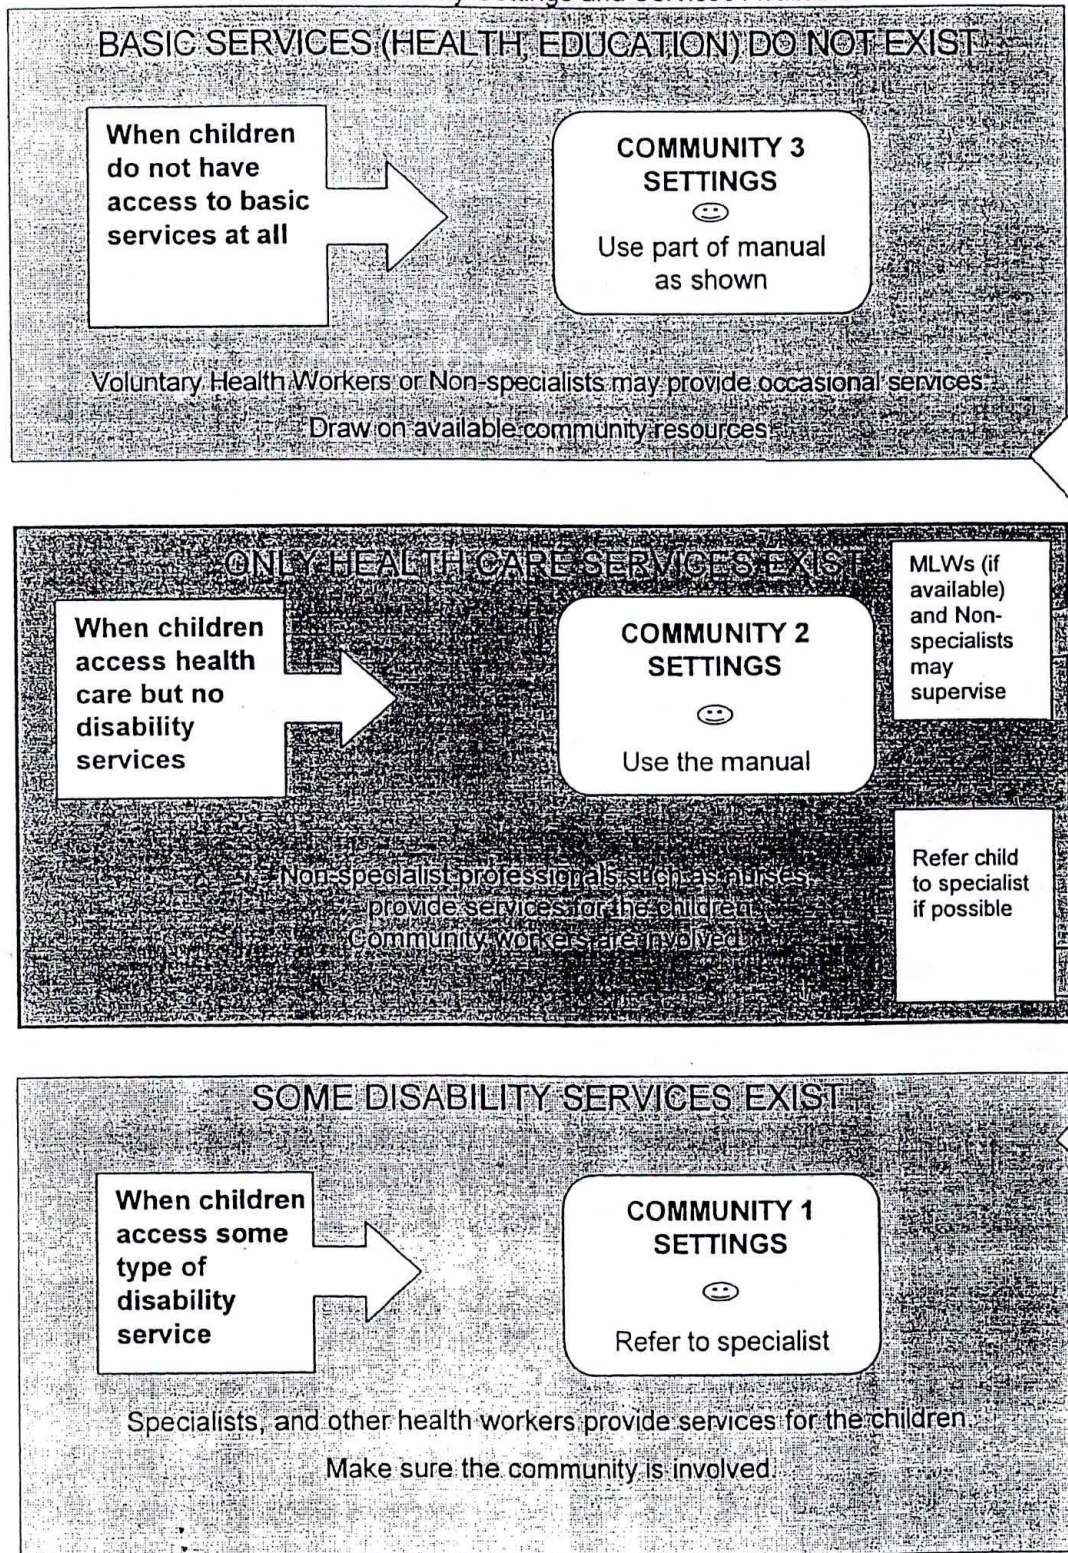 y Settings and Services Avail
BASIC SERVICES (HEALTH, EDUCATION) DO NOT EXIST
When children
do not have
access to basic
services at all
COMMUNITY 3
SETTINGS
Use part of manual
as shown
Voluntary Health Workers or Non-specialists may provide occasional services.
Draw on available community resources
ONLY HEALTH CARE SERVICES EXIST
When children
access health
care but no
disability
services
COMMUNITY 2
SETTINGS
Use the manual
MLWs (if
available)
and Non-
specialists
may
supervise
Non-specialist professionals such as nurses,
provide services for the children
Community workers are involved.
Refer child
to specialist
if possible
SOME DISABILITY SERVICES EXIST
When children
access some
type of
disability
service
COMMUNITY 1
SETTINGS
Refer to specialist
Specialists, and other health workers provide services for the children.
Make sure the community is involved.